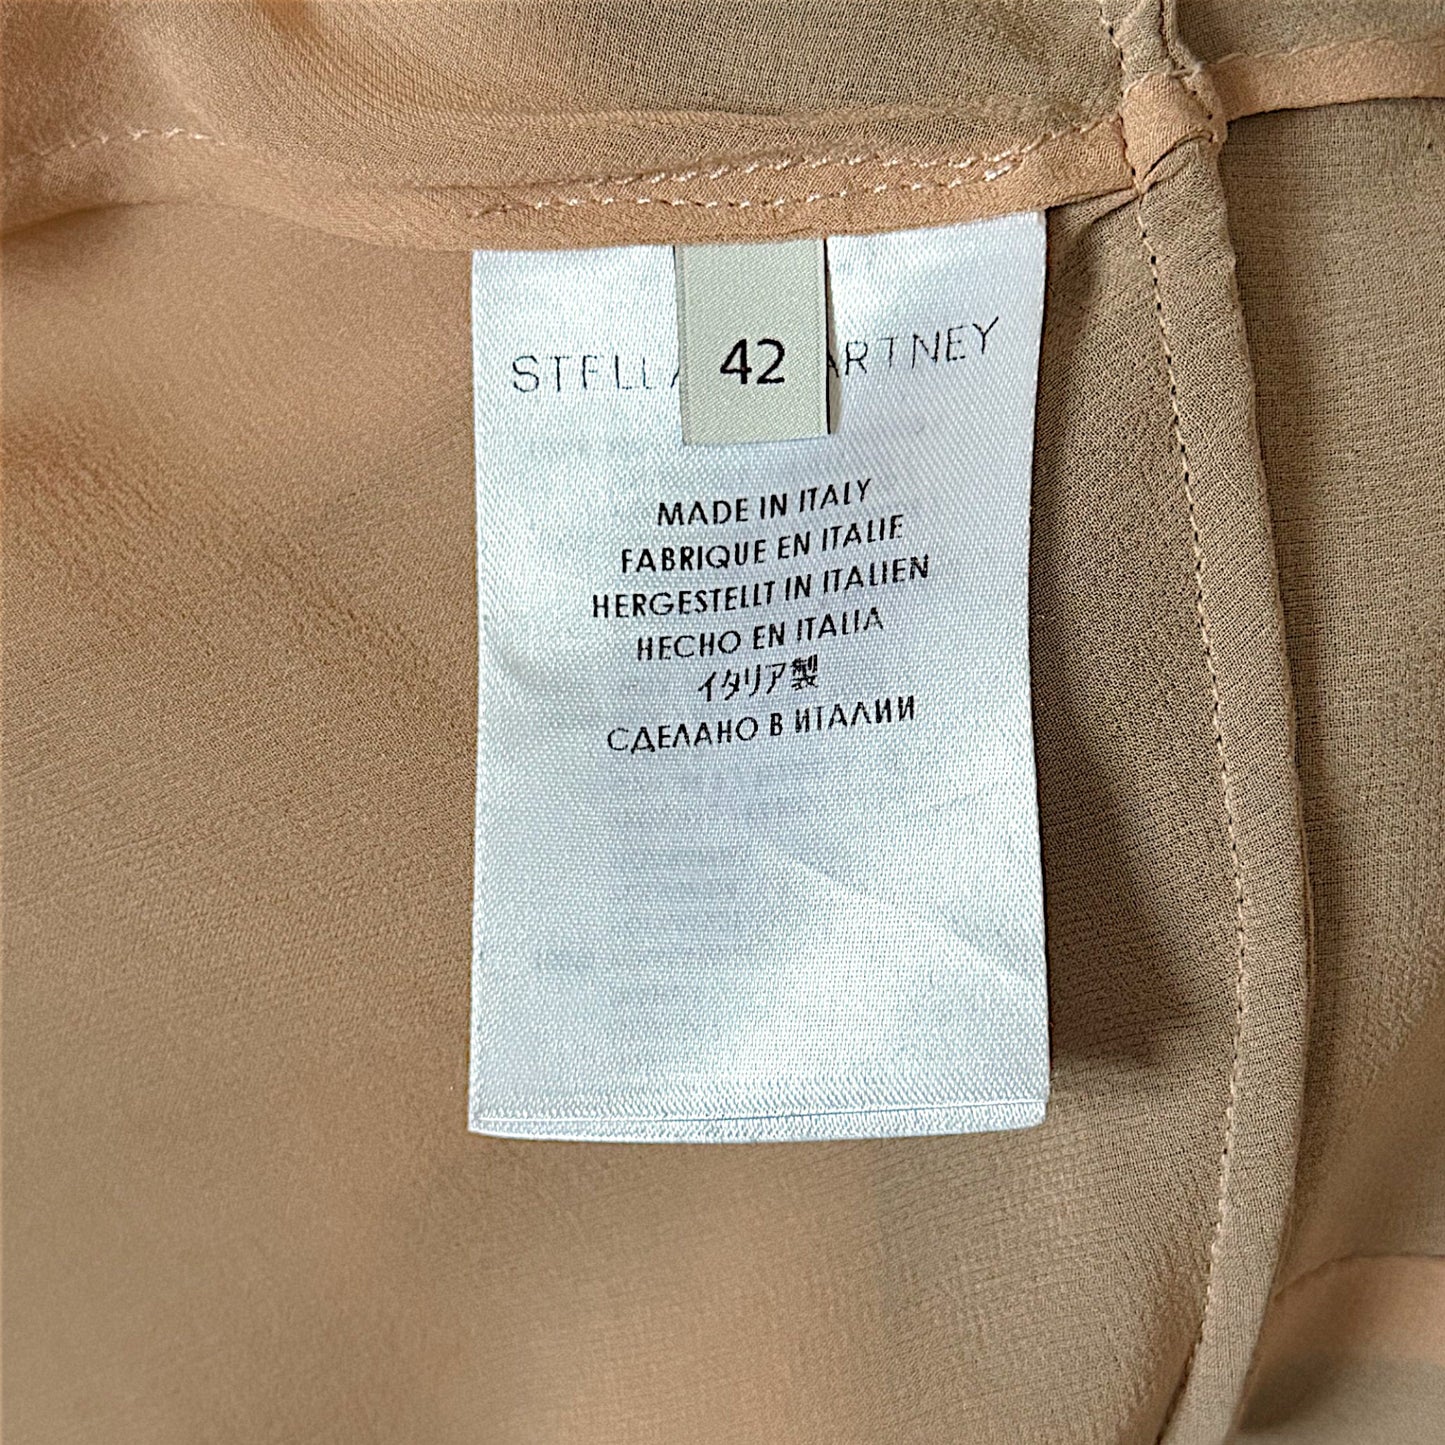 STELLA 42 ARTNEY
MADE IN ITALY
FABRIQUE EN ITALIE
HERGESTELLT IN ITALIEN
HECHO EN ITALIA
イタリア製
СДЕЛАНО В ИТАЛИИ